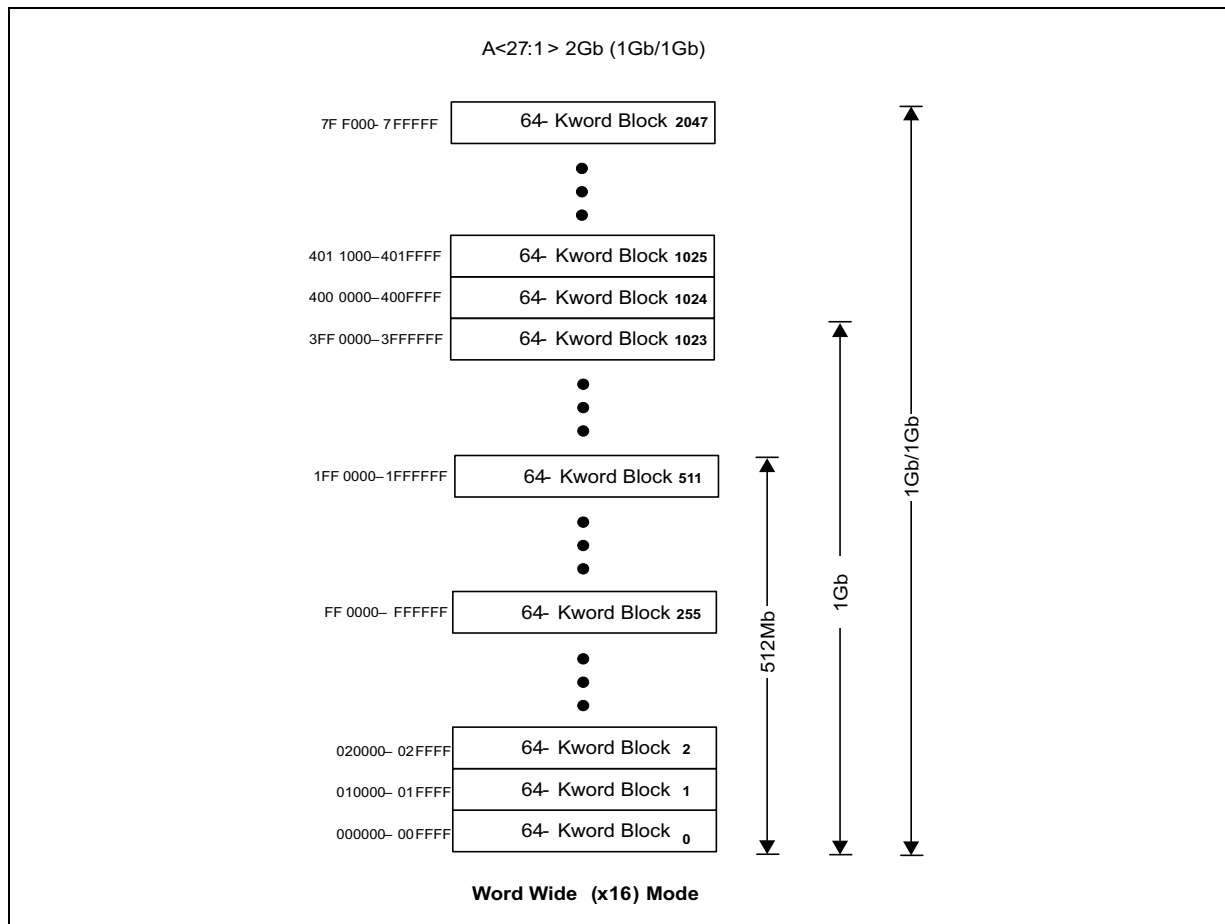 A<27:1 > 2Gb (1Gb/1Gb)
7F F000- 7FFFFF 64- Kword Block 2047
401 1000–401FFFF 64- Kword Block 1025
400 0000–400FFFF 64- Kword Block 1024
3FF 0000–3FFFFFF 64- Kword Block 1023
1FF 0000–1FFFFFF 64- Kword Block 511
FF 0000– FFFFFF 64- Kword Block 255
020000– 02FFFF 64- Kword Block 2
010000– 01FFFF 64- Kword Block 1
000000– 00FFFF 64- Kword Block 0
512Mb
1Gb
1Gb/1Gb
Word Wide (x16) Mode